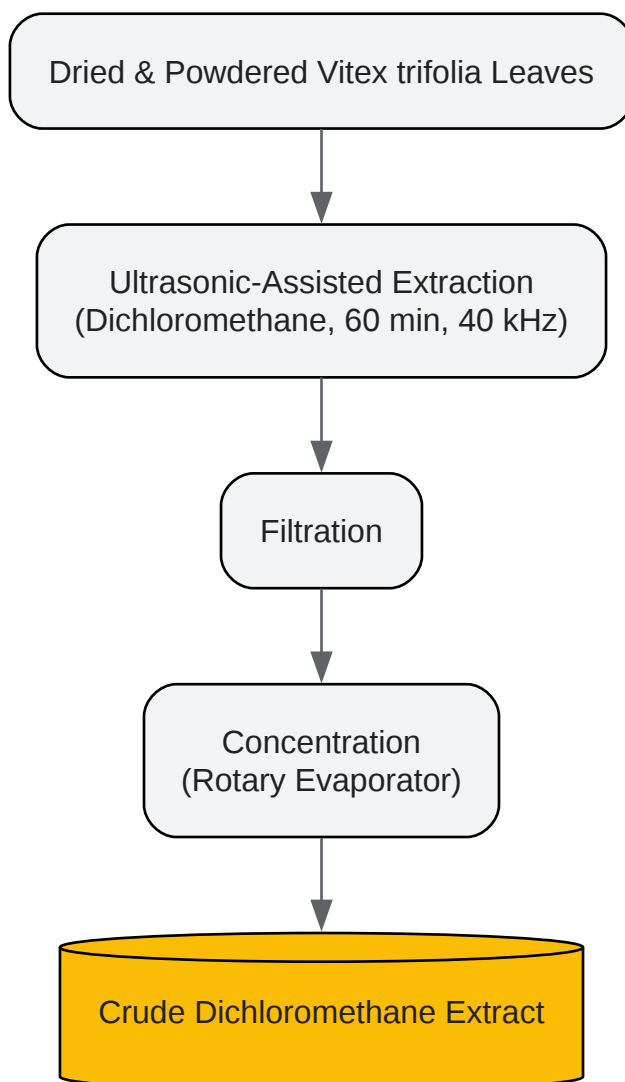 Dried & Powdered Vitex trifolia Leaves
Ultrasonic-Assisted Extraction
(Dichloromethane, 60 min, 40 kHz)
Filtration
Concentration
(Rotary Evaporator)
Crude Dichloromethane Extract